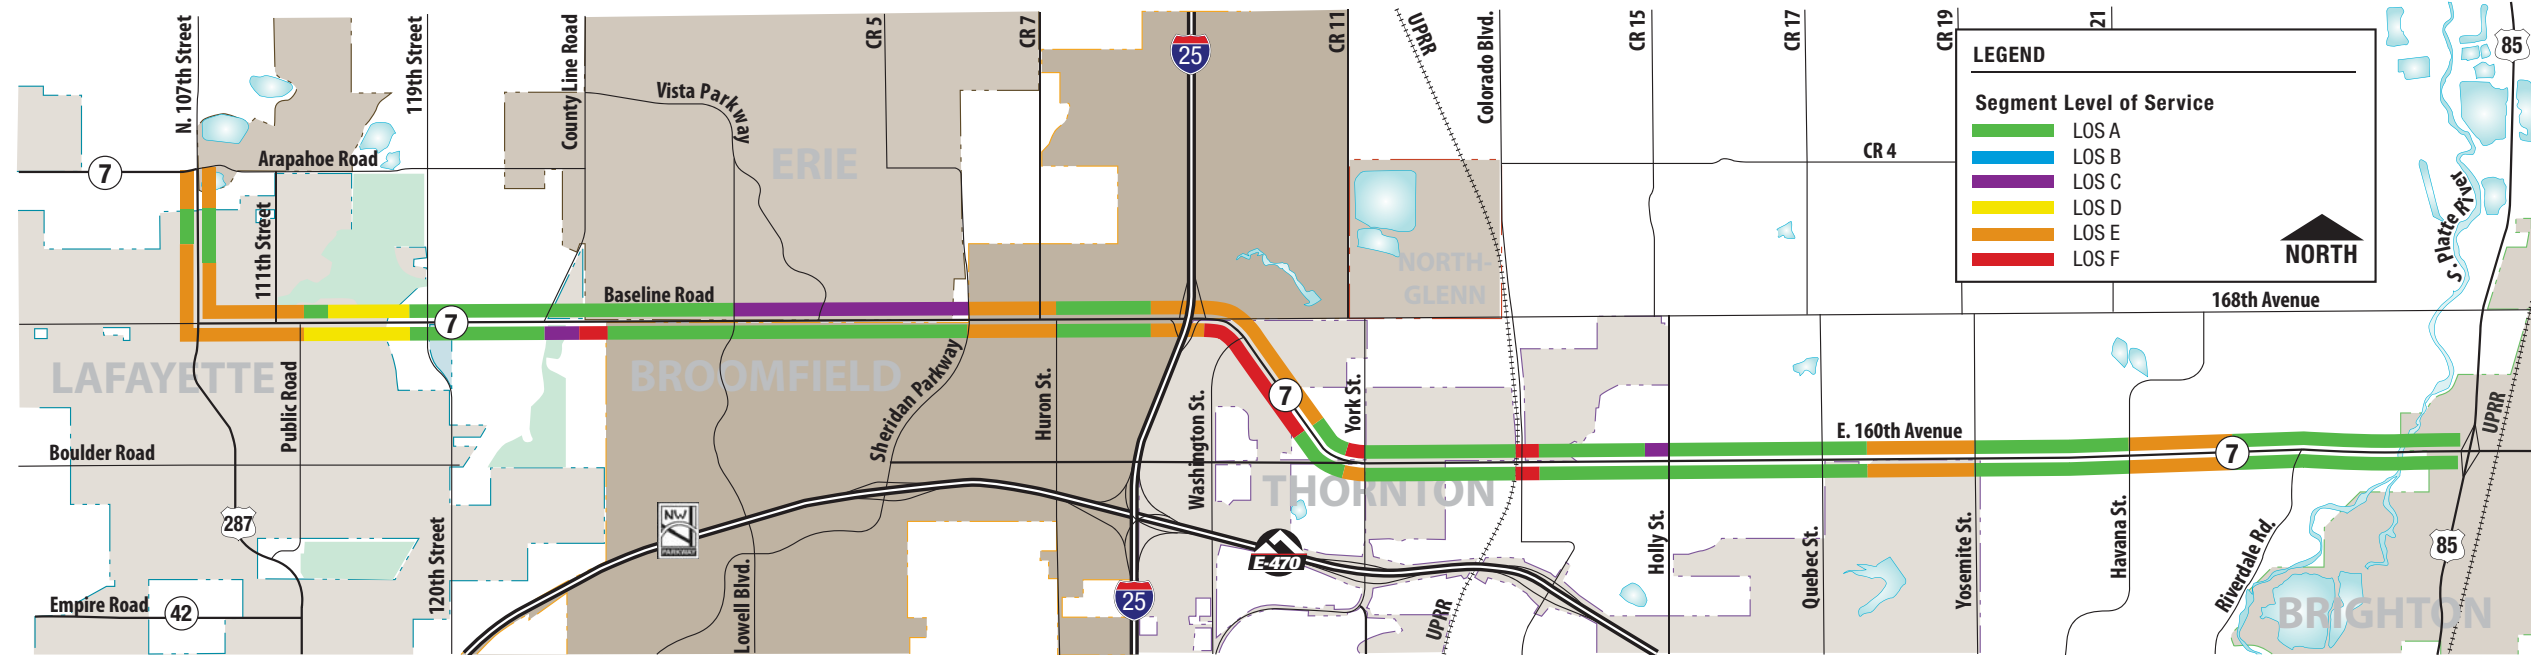 N. 107th Street
119th Street
County Line Road
CR 5
CR 7
25
CR 11
UPRR
Colorado Blvd.
CR 15
CR 17
CR 19
21
85
LEGEND
Segment Level of Service
LOS A
LOS B
LOS C
LOS D
LOS E
LOS F
NORTH
Vista Parkway
ERIE
Arapahoe Road
7
CR 4
S. Platte River
111th Street
NORTH-
GLENN
Baseline Road
168th Avenue
7
LAFAYETTE
BROOMFIELD
Sheridan Parkway
Public Road
Huron St.
Washington St.
7
York St.
E. 160th Avenue
7
UPRR
Boulder Road
THORNTON
287
NW
PARKWAY
E-470
120th Street
Lowell Blvd.
25
UPRR
Holly St.
Quebec St.
Yosemite St.
Havana St.
Riverdale Rd.
85
Empire Road
42
BRIGHTON